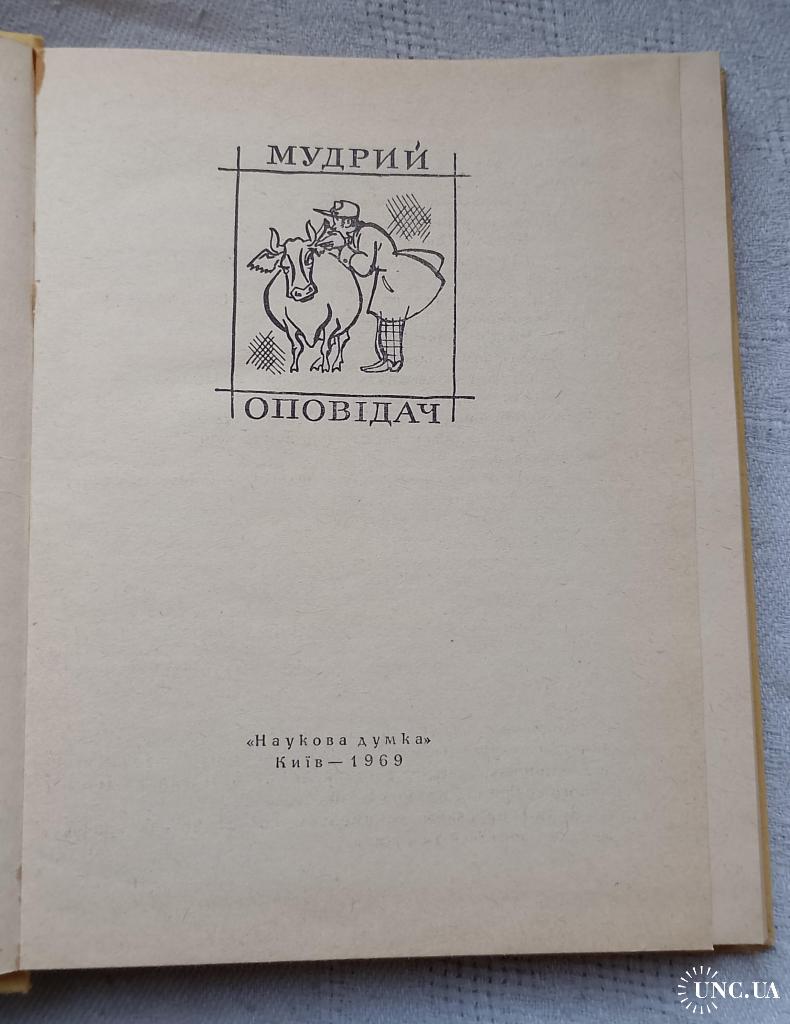 МУДРИЙ
ОПОВІДАЧ
«Наукова думка»
Київ — 1969
UNC.UA